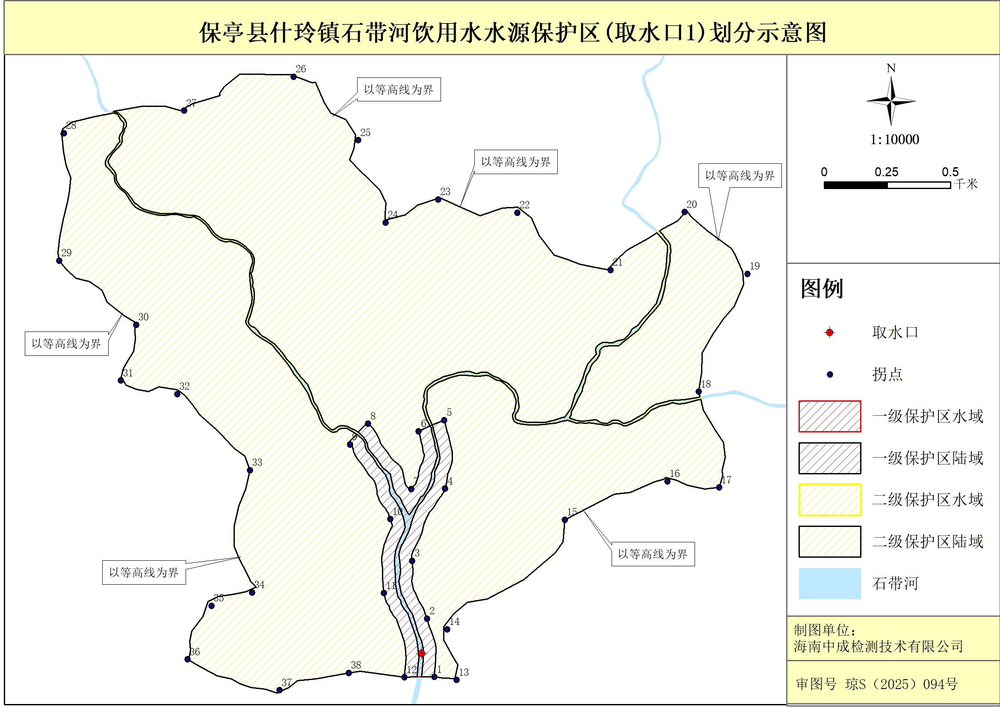 保亭县什玲镇石带河饮用水水源保护区(取水口1)划分示意图
26
以等高线为界
27
28
25
以等高线为界
以等高线为界
23
22
20
24
21
19
29
30
以等高线为界
31
32
18
8
5
6
9
33
7
4
16
17
10
15
3
以等高线为界
以等高线为界
11
34
35
2
14
36
38
12
1
13
37
N
1:10000
0 0.25 0.5
千米
图例
取水口
拐点
一级保护区水域
一级保护区陆域
二级保护区水域
二级保护区陆域
石带河
制图单位：
海南中成检测技术有限公司
审图号 琼S（2025）094号